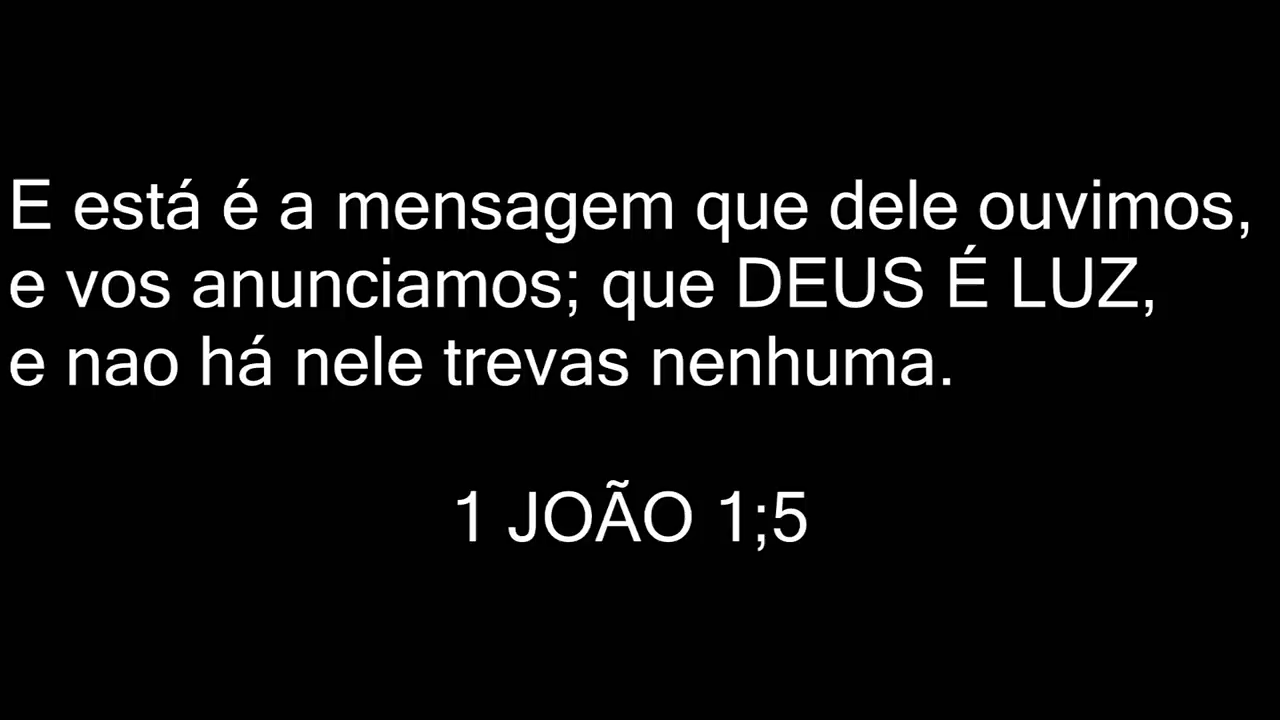 E está é a mensagem que dele ouvimos,
e vos anunciamos; que DEUS É LUZ,
e nao há nele trevas nenhuma.
1 JOÃO 1;5